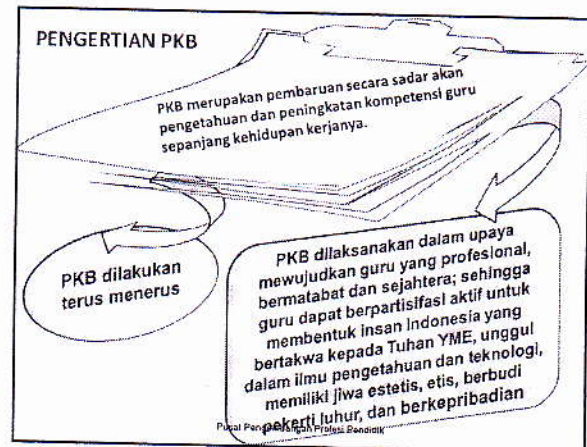 PENGERTIAN PKB
PKB merupakan pembaruan secara sadar akan
pengetahuan dan peningkatan kompetensi guru
sepanjang kehidupan kerjanya.
PKB dilakukan
terus menerus
PKB dilaksanakan dalam upaya
mewujudkan guru yang profesional,
bermatabat dan sejahtera; sehingga
guru dapat berpartisifasi aktif untuk
membentuk insan Indonesia yang
bertakwa kepada Tuhan YME, unggul
dalam ilmu pengetahuan dan teknologi,
memiliki jiwa estetis, etis, berbudi
pekerti luhur, dan berkepribadian
Pusat Pengembangan Profesi Pendidik